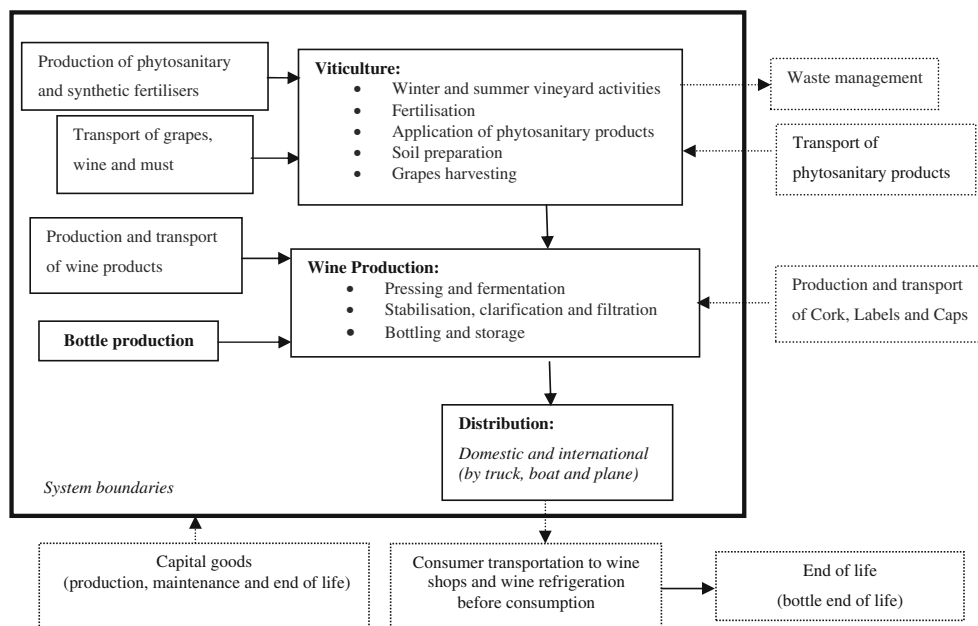 Production of phytosanitary
and synthetic fertilisers
Transport of grapes,
wine and must
Viticulture:
• Winter and summer vineyard activities
• Fertilisation
• Application of phytosanitary products
• Soil preparation
• Grapes harvesting
Waste management
Transport of
phytosanitary products
Production and transport
of wine products
Bottle production
Wine Production:
• Pressing and fermentation
• Stabilisation, clarification and filtration
• Bottling and storage
Production and transport
of Cork, Labels and Caps
Distribution:
Domestic and international
(by truck, boat and plane)
System boundaries
Capital goods
(production, maintenance and end of life)
Consumer transportation to wine
shops and wine refrigeration
before consumption
End of life
(bottle end of life)